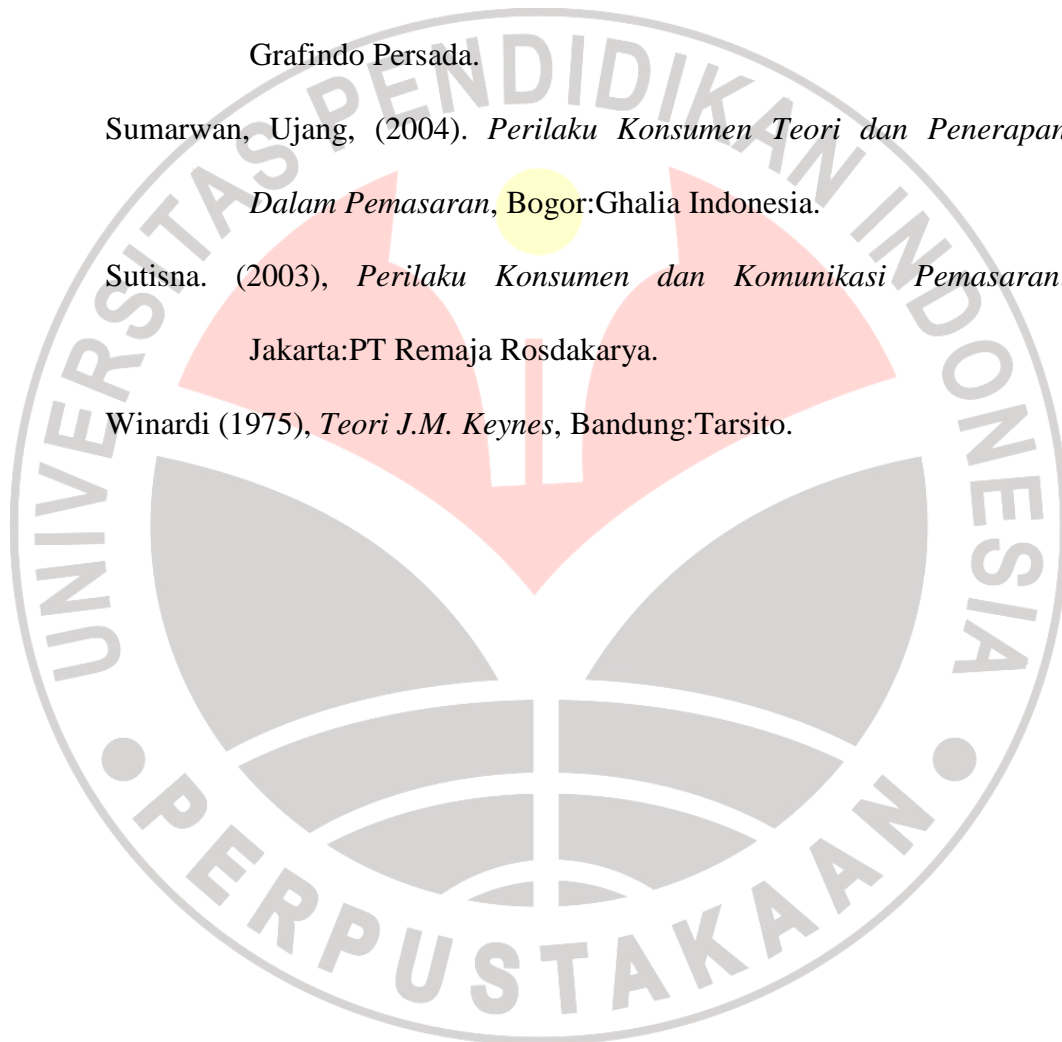 Grafindo Persada.
Sumarwan, Ujang, (2004). Perilaku Konsumen Teori dan Penerapan
Dalam Pemasaran, Bogor:Ghalia Indonesia.
Sutisna. (2003), Perilaku Konsumen dan Komunikasi Pemasaran.
Jakarta:PT Remaja Rosdakarya.
Winardi (1975), Teori J.M. Keynes, Bandung:Tarsito.
UNIVERSITAS PENDIDIKAN INDONESIA
PERPUSTAKAAN